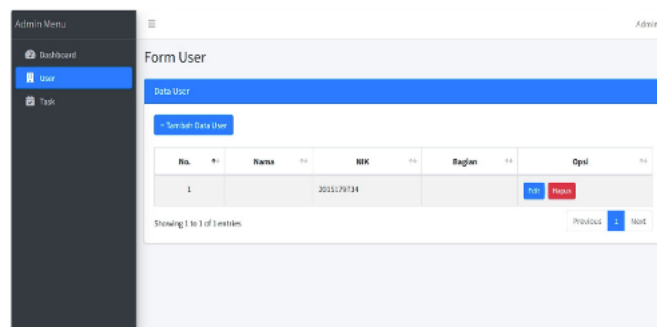 Admin Menu
Admin
Dashboard
User
Task
Form User
Data User
+ Tambah Data User
No. Nama NIK Bagian Opsi
1 2015179734 Edit Hapus
Showing 1 to 1 of 1 entries
Previous 1 Next